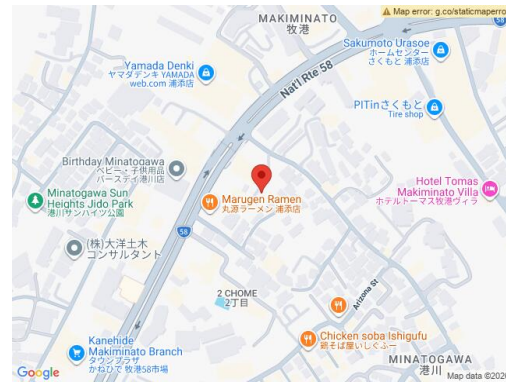 Map error: g.co/staticmaperro
MAKIMINATO
牧港
58
Sakumoto Urasoe
ホームセンター
さくもと 浦添店
Yamada Denki
ヤマダデンキ YAMADA
web.com 浦添店
Nat'l Rte 58
PITinさくもと
Tire shop
Birthday Minatogawa
ベビー・子供用品
バースデイ港川店
Hotel Tomas
Makiminato Villa
ホテルトーマス牧港ヴィラ
Minatogawa Sun
Heights Jido Park
港川サンハイツ公園
Marugen Ramen
丸源ラーメン 浦添店
58
(株)大洋土木
コンサルタント
2 CHOME
2丁目
Arizona St
Chicken soba Ishigufu
鶏そば屋いしぐふー
Kanehide
Makiminato Branch
タウンプラザ
かねひで 牧港58市場
MINATOGAWA
港川
Google
Map data ©2026